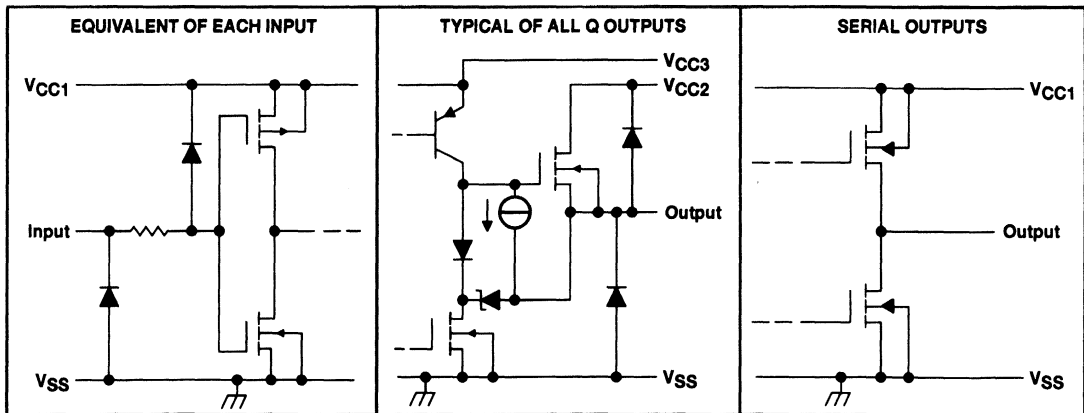 EQUIVALENT OF EACH INPUT
VCC1
Input
VSS
TYPICAL OF ALL Q OUTPUTS
VCC3
VCC2
Output
VSS
SERIAL OUTPUTS
VCC1
Output
VSS